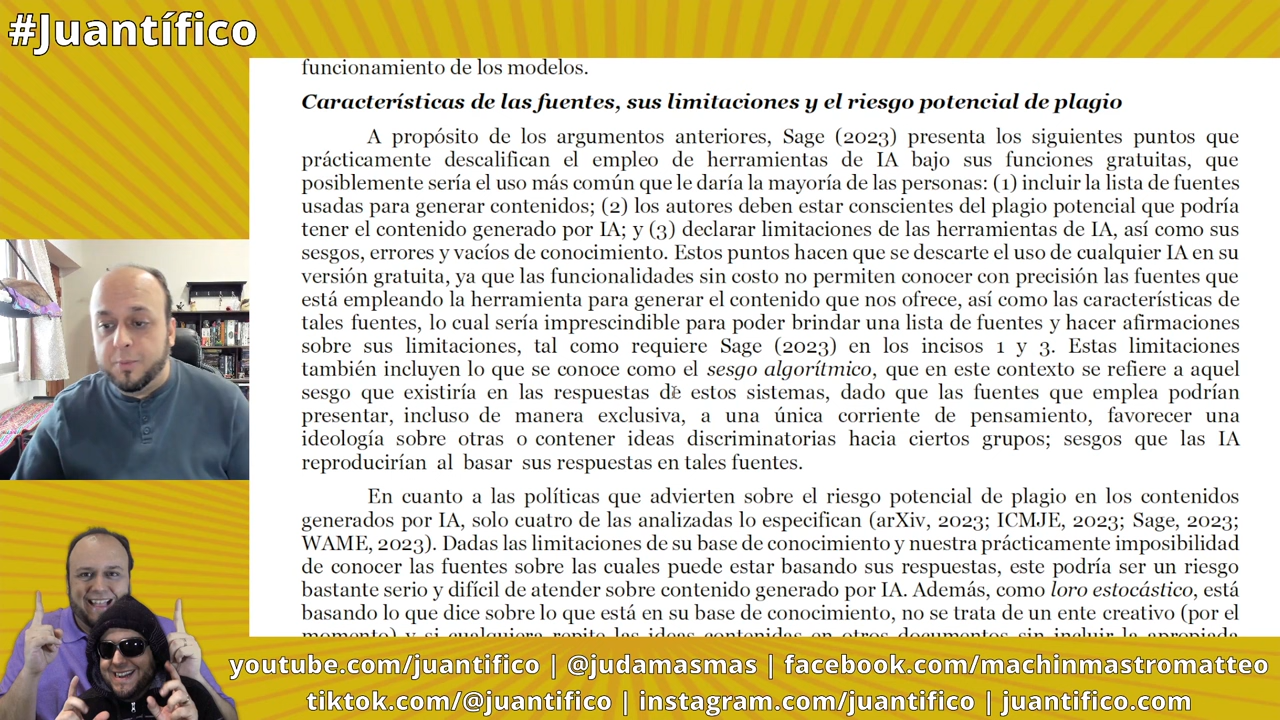 #Juantífico
funcionamiento de los modelos.
Características de las fuentes, sus limitaciones y el riesgo potencial de plagio
A propósito de los argumentos anteriores, Sage (2023) presenta los siguientes puntos que
prácticamente descalifican el empleo de herramientas de IA bajo sus funciones gratuitas, que
posiblemente sería el uso más común que le daría la mayoría de las personas: (1) incluir la lista de fuentes
usadas para generar contenidos; (2) los autores deben estar conscientes del plagio potencial que podría
tener el contenido generado por IA; y (3) declarar limitaciones de las herramientas de IA, así como sus
sesgos, errores y vacíos de conocimiento. Estos puntos hacen que se descarte el uso de cualquier IA en su
versión gratuita, ya que las funcionalidades sin costo no permiten conocer con precisión las fuentes que
está empleando la herramienta para generar el contenido que nos ofrece, así como las características de
tales fuentes, lo cual sería imprescindible para poder brindar una lista de fuentes y hacer afirmaciones
sobre sus limitaciones, tal como requiere Sage (2023) en los incisos 1 y 3. Estas limitaciones
también incluyen lo que se conoce como el sesgo algorítmico, que en este contexto se refiere a aquel
sesgo que existiría en las respuestas de estos sistemas, dado que las fuentes que emplea podrían
presentar, incluso de manera exclusiva, a una única corriente de pensamiento, favorecer una
ideología sobre otras o contener ideas discriminatorias hacia ciertos grupos; sesgos que las IA
reproducirían al basar sus respuestas en tales fuentes.
En cuanto a las políticas que advierten sobre el riesgo potencial de plagio en los contenidos
generados por IA, solo cuatro de las analizadas lo especifican (arXiv, 2023; ICMJE, 2023; Sage, 2023;
WAME, 2023). Dadas las limitaciones de su base de conocimiento y nuestra prácticamente imposibilidad
de conocer las fuentes sobre las cuales puede estar basando sus respuestas, este podría ser un riesgo
bastante serio y difícil de atender sobre contenido generado por IA. Además, como loro estocástico, está
basando lo que dice sobre lo que está en su base de conocimiento, no se trata de un ente creativo (por el
momento) y si cualquiera repite las ideas contenidas en otros documentos sin incluir la apropiada
youtube.com/juantifico | @judamasmas | facebook.com/machinmastromatteo
tiktok.com/@juantifico | instagram.com/juantifico | juantifico.com